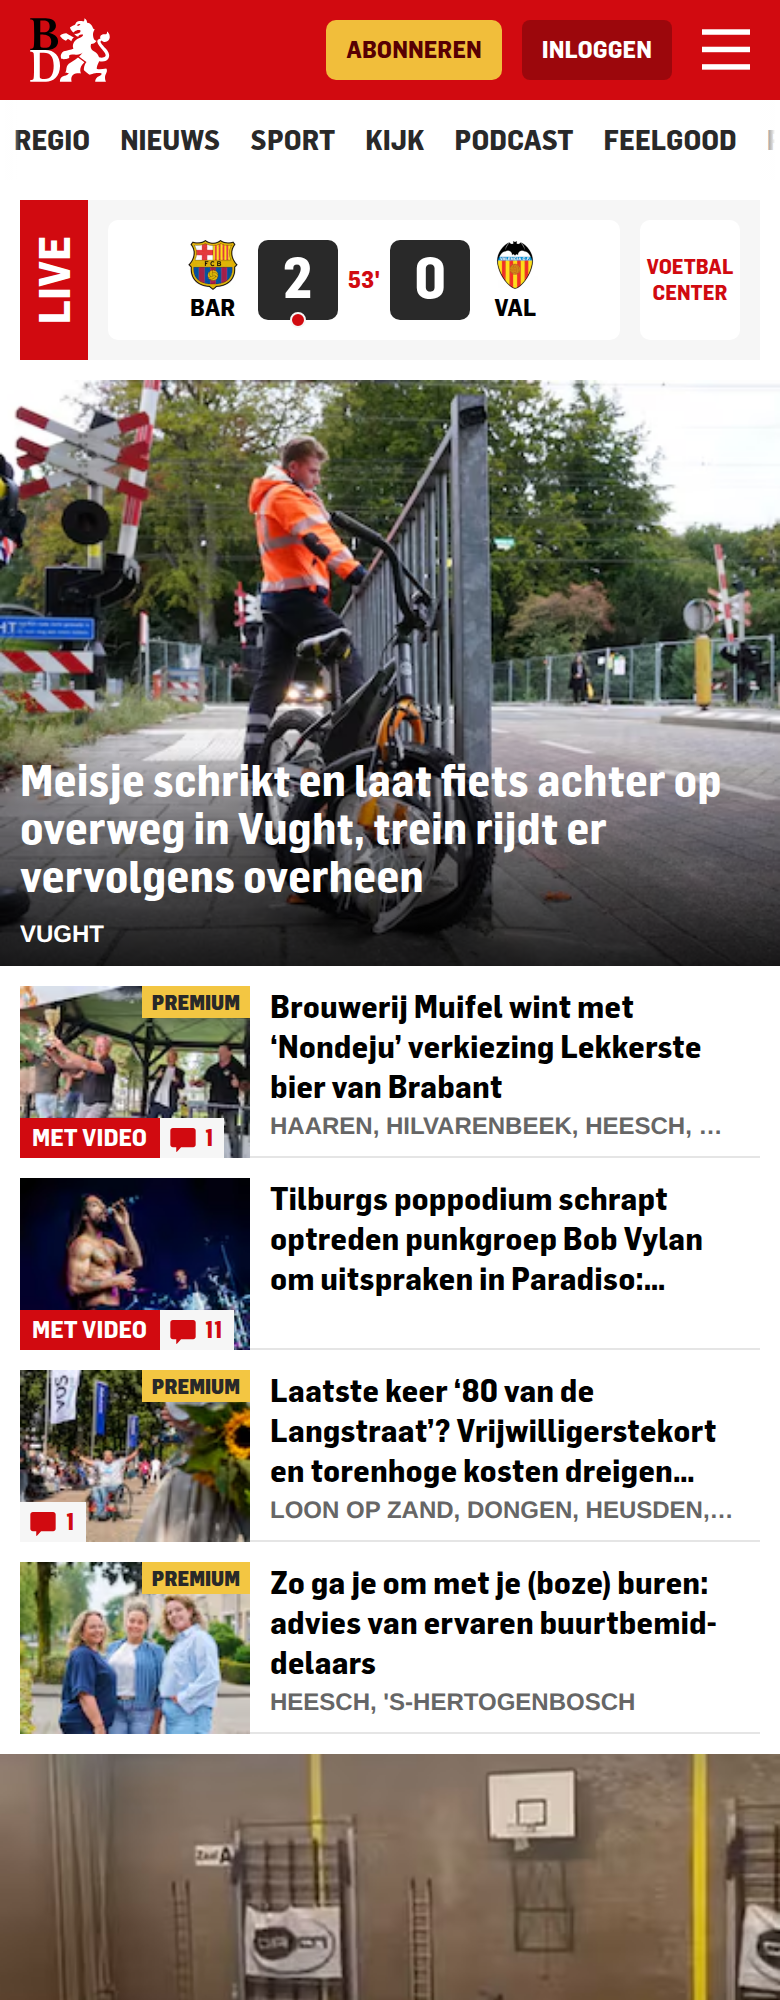 BD
ABONNEREN INLOGGEN
REGIO NIEUWS SPORT KIJK PODCAST FEELGOOD
LIVE
BAR 2 53' 0 VAL
VOETBAL
CENTER
Meisje schrikt en laat fiets achter op
overweg in Vught, trein rijdt er
vervolgens overheen
VUGHT
PREMIUM
MET VIDEO 1
Brouwerij Muifel wint met
‘Nondeju’ verkiezing Lekkerste
bier van Brabant
HAAREN, HILVARENBEEK, HEESCH, ...
MET VIDEO 11
Tilburgs poppodium schrapt
optreden punkgroep Bob Vylan
om uitspraken in Paradiso:...
PREMIUM
1
Laatste keer ‘80 van de
Langstraat’? Vrijwilligerstekort
en torenhoge kosten dreigen...
LOON OP ZAND, DONGEN, HEUSDEN,...
PREMIUM
Zo ga je om met je (boze) buren:
advies van ervaren buurtbemid-
delaars
HEESCH, 'S-HERTOGENBOSCH
Zaal A